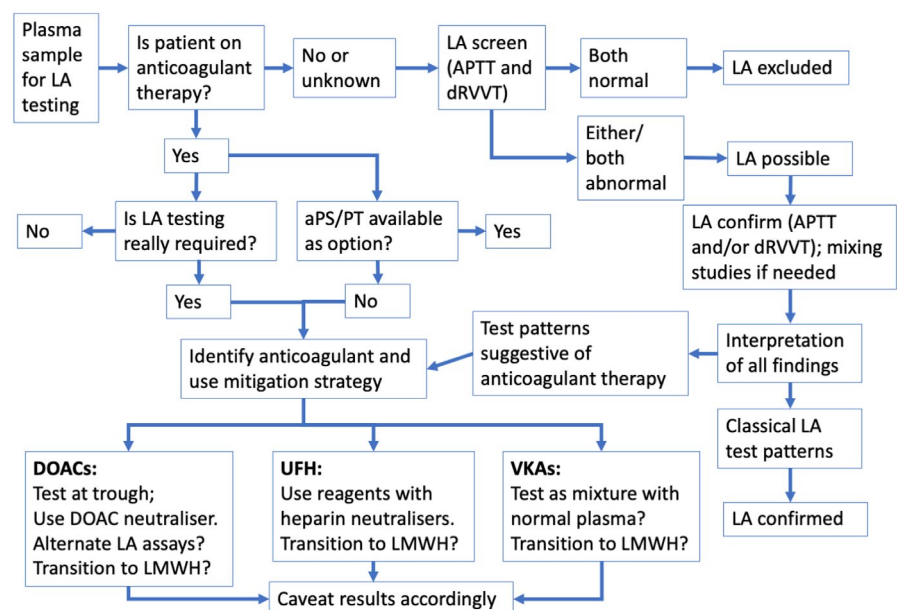 Plasma
sample
for LA
testing
Is patient on
anticoagulant
therapy?
No or
unknown
LA screen
(APTT and
dRVVT)
Both
normal
LA excluded
Either/
both
abnormal
LA possible
Yes
No
Is LA testing
really required?
aPS/PT available
as option?
Yes
LA confirm (APTT
and/or dRVVT); mixing
studies if needed
Yes
No
Identify anticoagulant and
use mitigation strategy
Test patterns
suggestive of
anticoagulant therapy
Interpretation
of all findings
Classical LA
test patterns
LA confirmed
DOACs:
Test at trough;
Use DOAC neutraliser.
Alternate LA assays?
Transition to LMWH?
UFH:
Use reagents with
heparin neutralisers.
Transition to LMWH?
VKAs:
Test as mixture with
normal plasma?
Transition to LMWH?
Caveat results accordingly